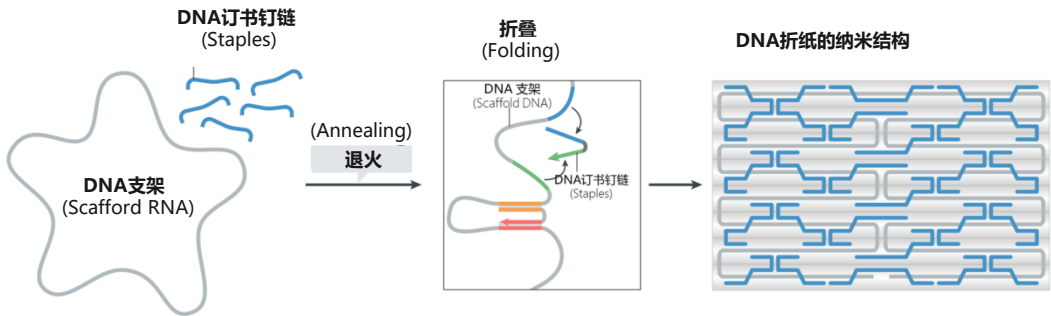 DNA订书钉链
(Staples)
DNA支架
(Scafford RNA)
(Annealing)
退火
折叠
(Folding)
DNA 支架
(Scaffold DNA)
DNA订书钉链
(Staples)
DNA折纸的纳米结构